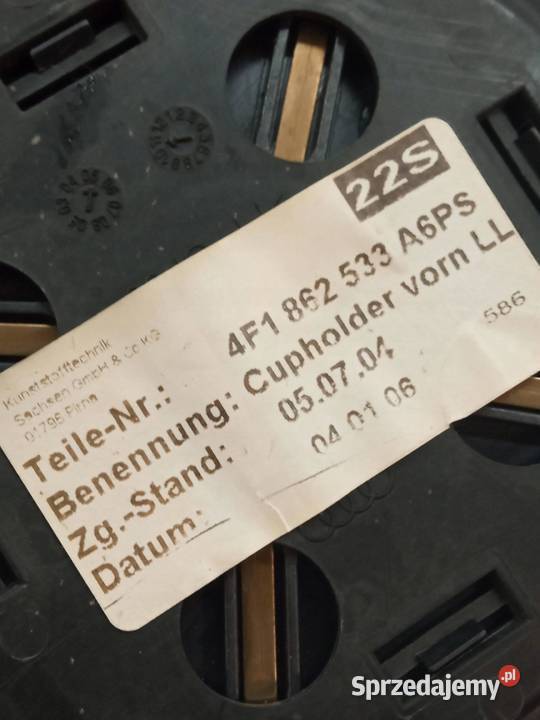 22S
Kunststofftechnik
Sachsen GmbH & Co.KG
01796 Pirna
Teile-Nr.: 4F1 862 533 A6PS
Benennung: Cupholder vorn LL
Zg.-Stand: 05.07.04
Datum: 04 01 06
586
Sprzedajemy.pl